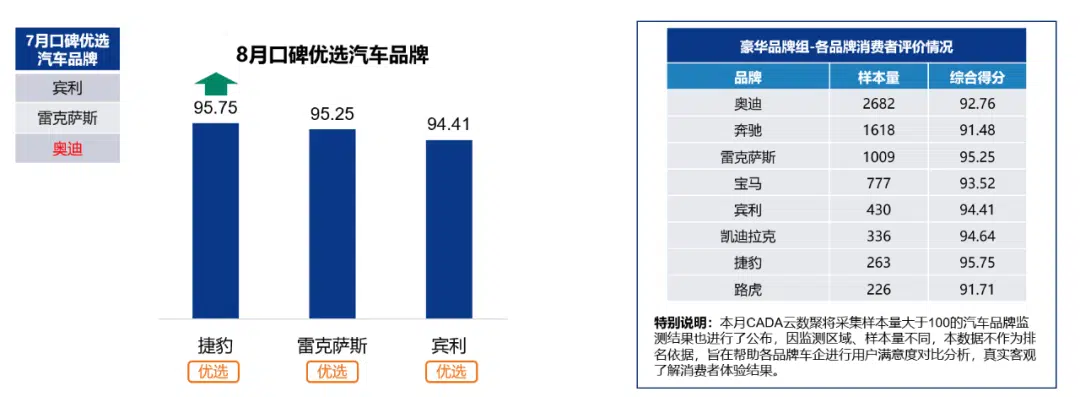 7月口碑优选
汽车品牌
宾利
雷克萨斯
奥迪
8月口碑优选汽车品牌
95.75
95.25
94.41
捷豹
雷克萨斯
宾利
优选
优选
优选
豪华品牌组-各品牌消费者评价情况
品牌 样本量 综合得分
奥迪 2682 92.76
奔驰 1618 91.48
雷克萨斯 1009 95.25
宝马 777 93.52
宾利 430 94.41
凯迪拉克 336 94.64
捷豹 263 95.75
路虎 226 91.71
特别说明：本月CADA云数聚将采集样本量大于100的汽车品牌监
测结果也进行了公布，因监测区域、样本量不同，本数据不作为排
名依据，旨在帮助各品牌车企进行用户满意度对比分析，真实客观
了解消费者体验结果。